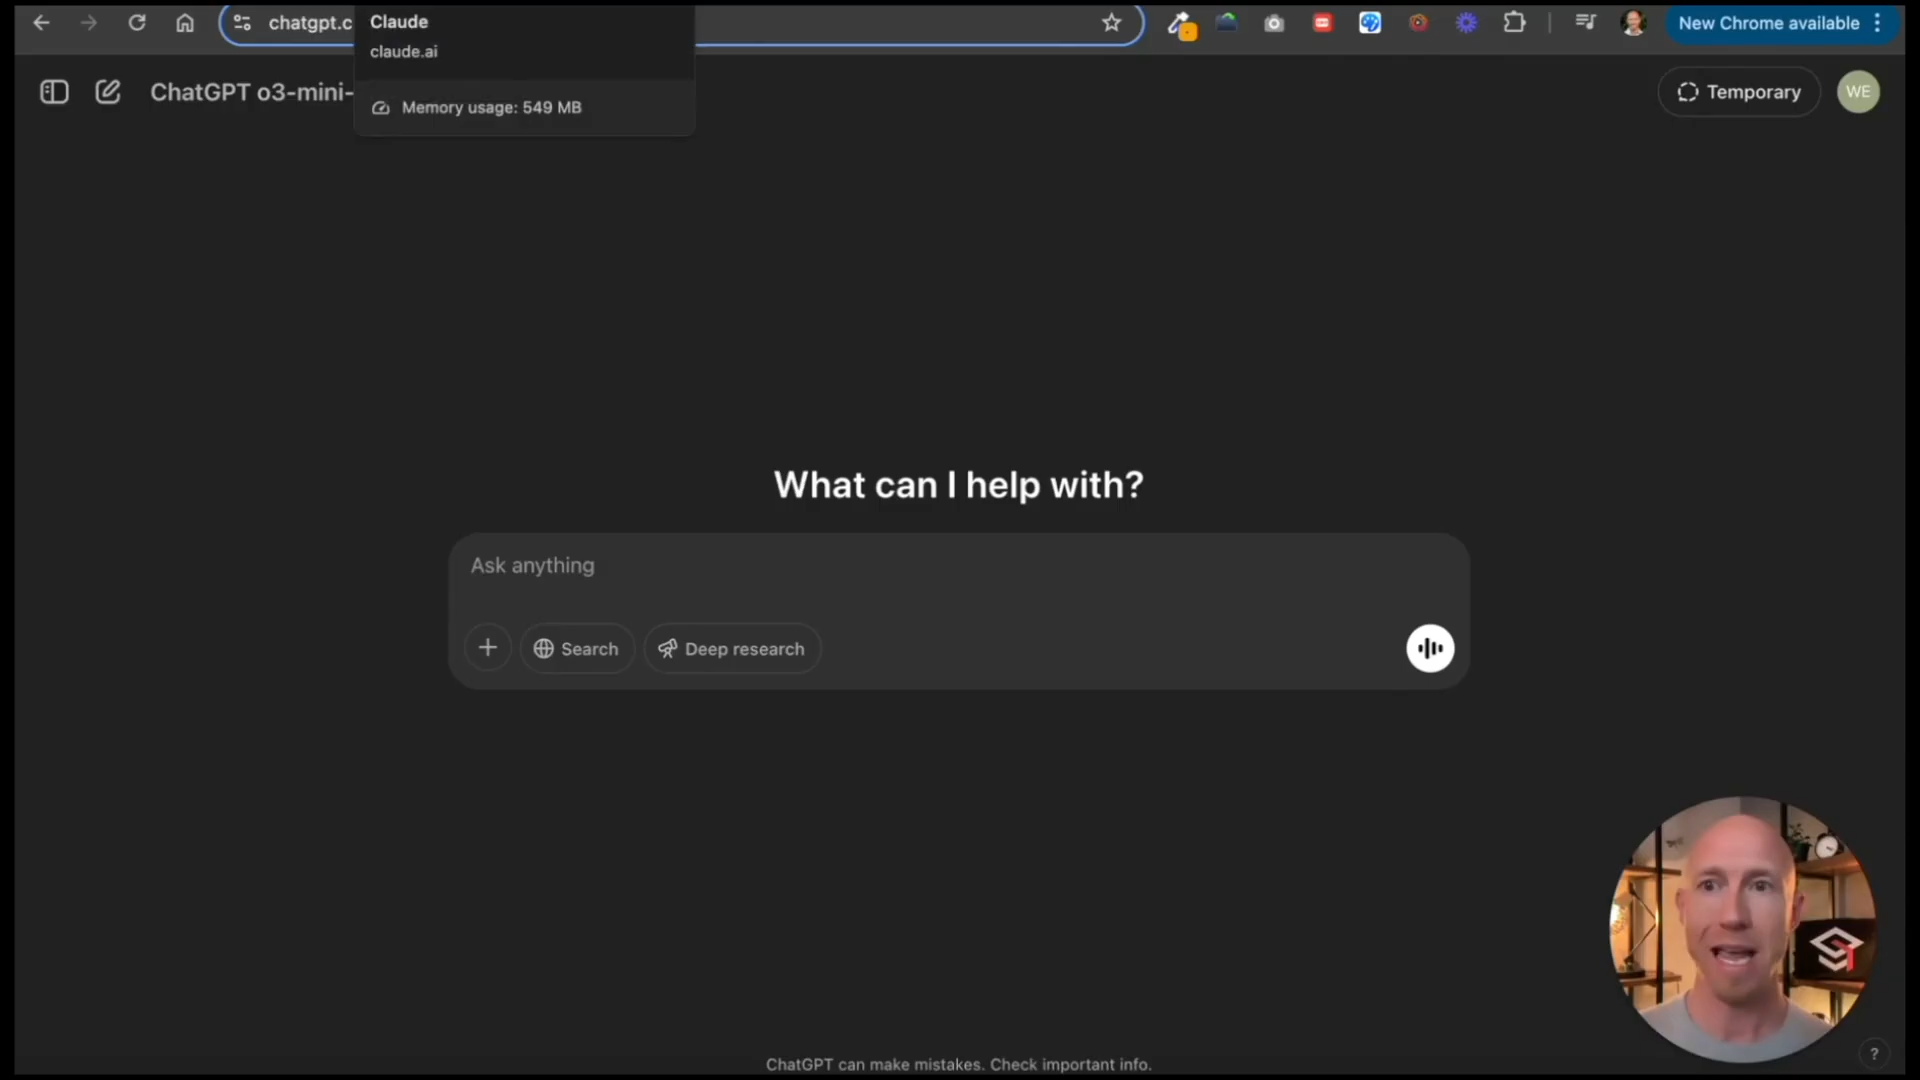 chatgpt.c
Claude
claude.ai
Memory usage: 549 MB
New Chrome available
ChatGPT o3-mini-
Temporary
WE
What can I help with?
Ask anything
Search
Deep research
ChatGPT can make mistakes. Check important info.
?